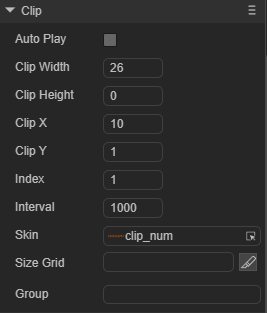 Clip
Auto Play
Clip Width 26
Clip Height 0
Clip X 10
Clip Y 1
Index 1
Interval 1000
Skin clip_num
Size Grid
Group